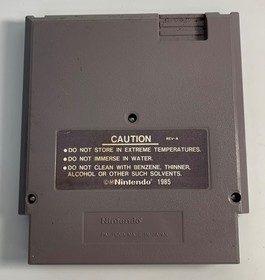 CAUTION REV-A
•DO NOT STORE IN EXTREME TEMPERATURES.
•DO NOT IMMERSE IN WATER.
•DO NOT CLEAN WITH BENZENE, THINNER,
ALCOHOL OR OTHER SUCH SOLVENTS.
©®Nintendo® 1985
Nintendo